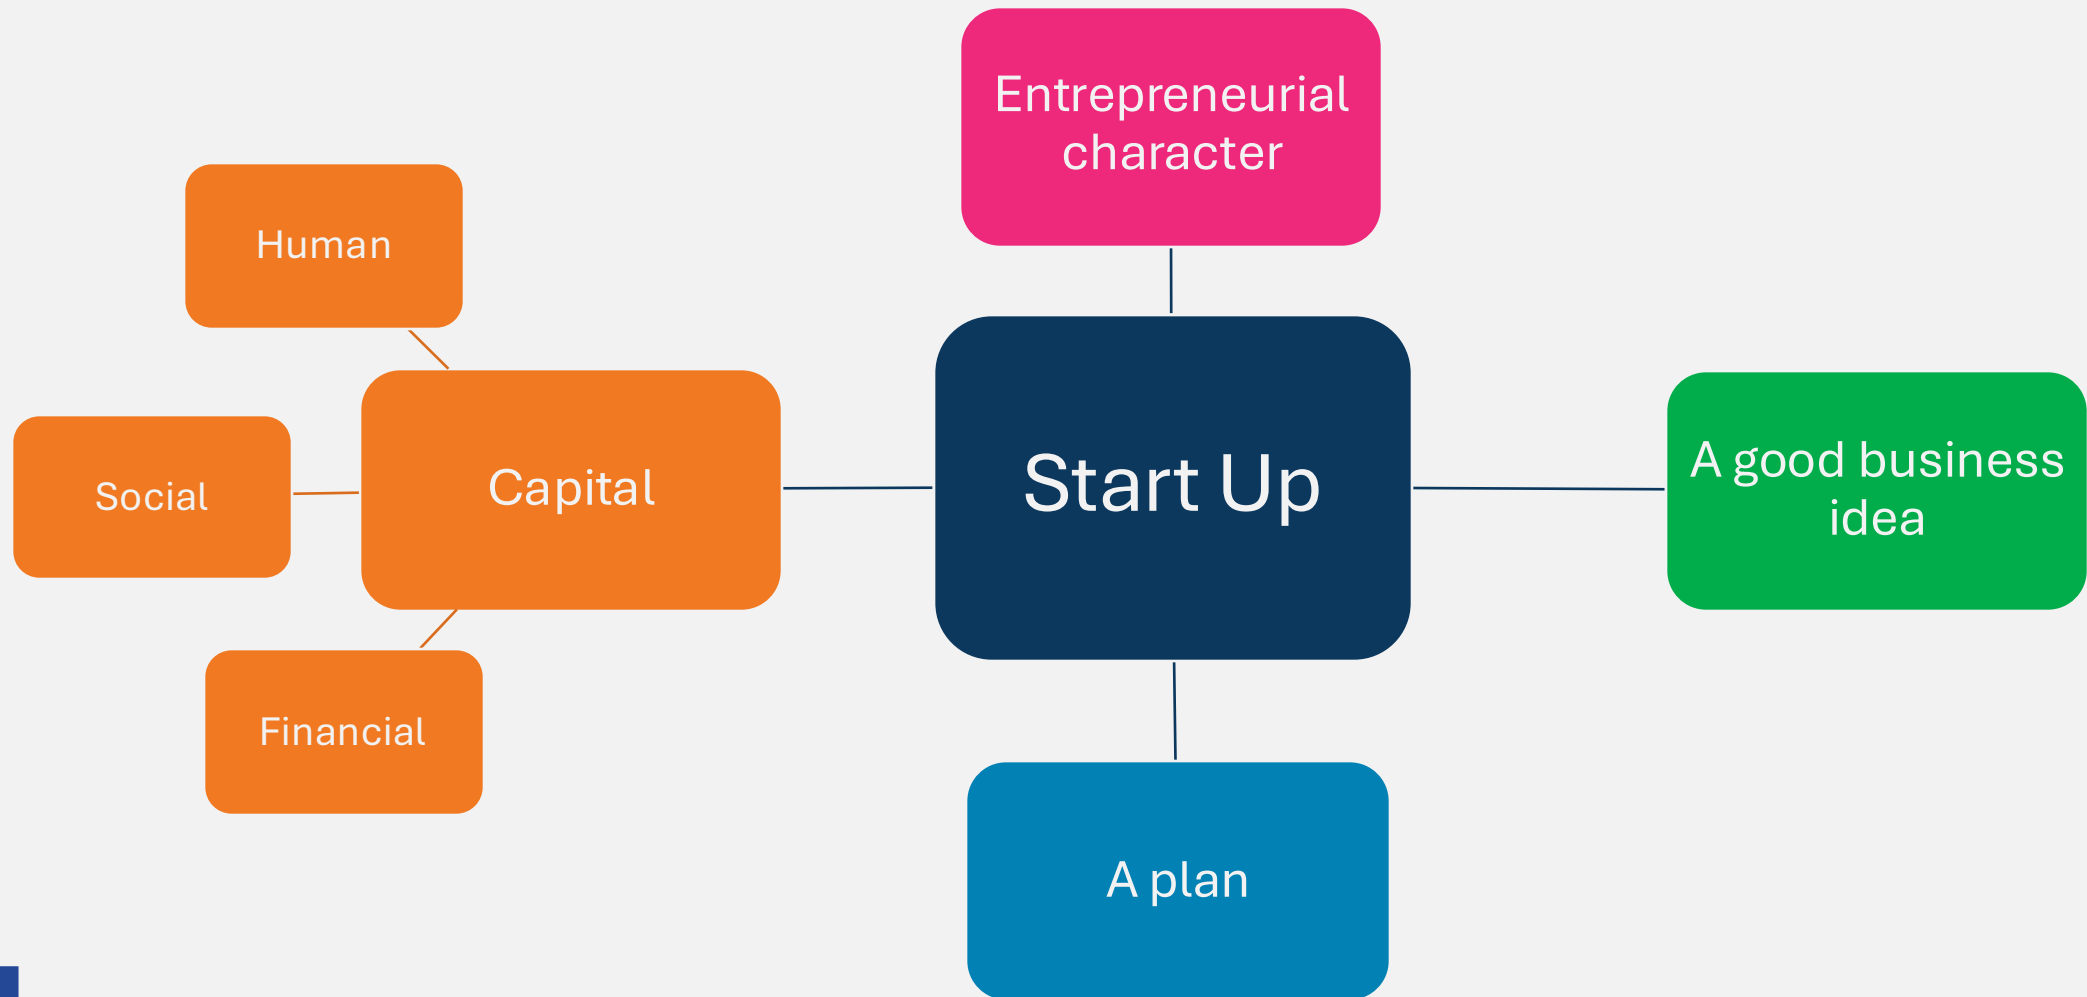 Entrepreneurial
character
Human
Social
Capital
Start Up
A good business
idea
Financial
A plan